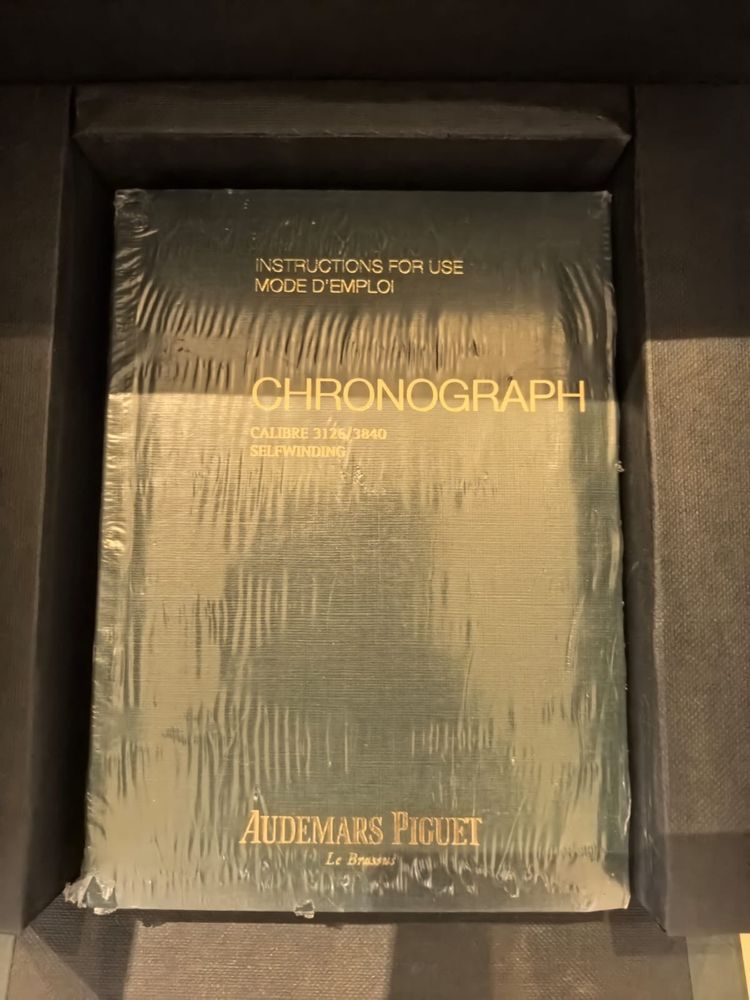 INSTRUCTIONS FOR USE
MODE D'EMPLOI
CHRONOGRAPH
CALIBRE 3126/3840
SELFWINDING
AUDEMARS PIGUET
Le Brassus